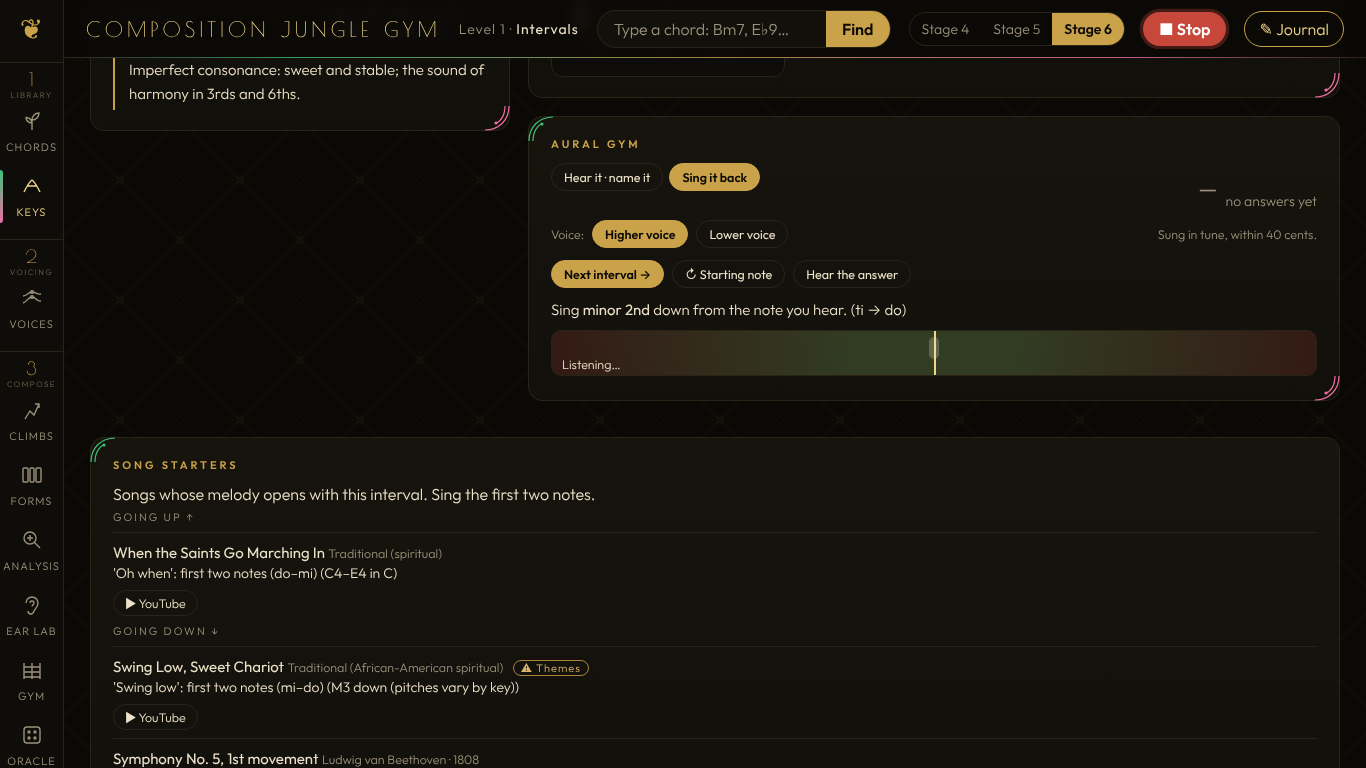 COMPOSITION JUNGLE GYM
Level 1 · Intervals
Type a chord: Bm7, E♭9...
Find
Stage 4
Stage 5
Stage 6
■ Stop
✎ Journal
1
LIBRARY
CHORDS
KEYS
2
VOICING
VOICES
3
COMPOSE
CLIMBS
FORMS
ANALYSIS
EAR LAB
GYM
ORACLE
Imperfect consonance: sweet and stable; the sound of
harmony in 3rds and 6ths.
AURAL GYM
Hear it · name it
Sing it back
— no answers yet
Voice:
Higher voice
Lower voice
Sung in tune, within 40 cents.
Next interval →
↻ Starting note
Hear the answer
Sing minor 2nd down from the note you hear. (ti → do)
Listening...
SONG STARTERS
Songs whose melody opens with this interval. Sing the first two notes.
GOING UP ↑
When the Saints Go Marching In Traditional (spiritual)
'Oh when': first two notes (do–mi) (C4–E4 in C)
▶ YouTube
GOING DOWN ↓
Swing Low, Sweet Chariot Traditional (African-American spiritual) ⚠ Themes
'Swing low': first two notes (mi–do) (M3 down (pitches vary by key))
▶ YouTube
Symphony No. 5, 1st movement Ludwig van Beethoven · 1808